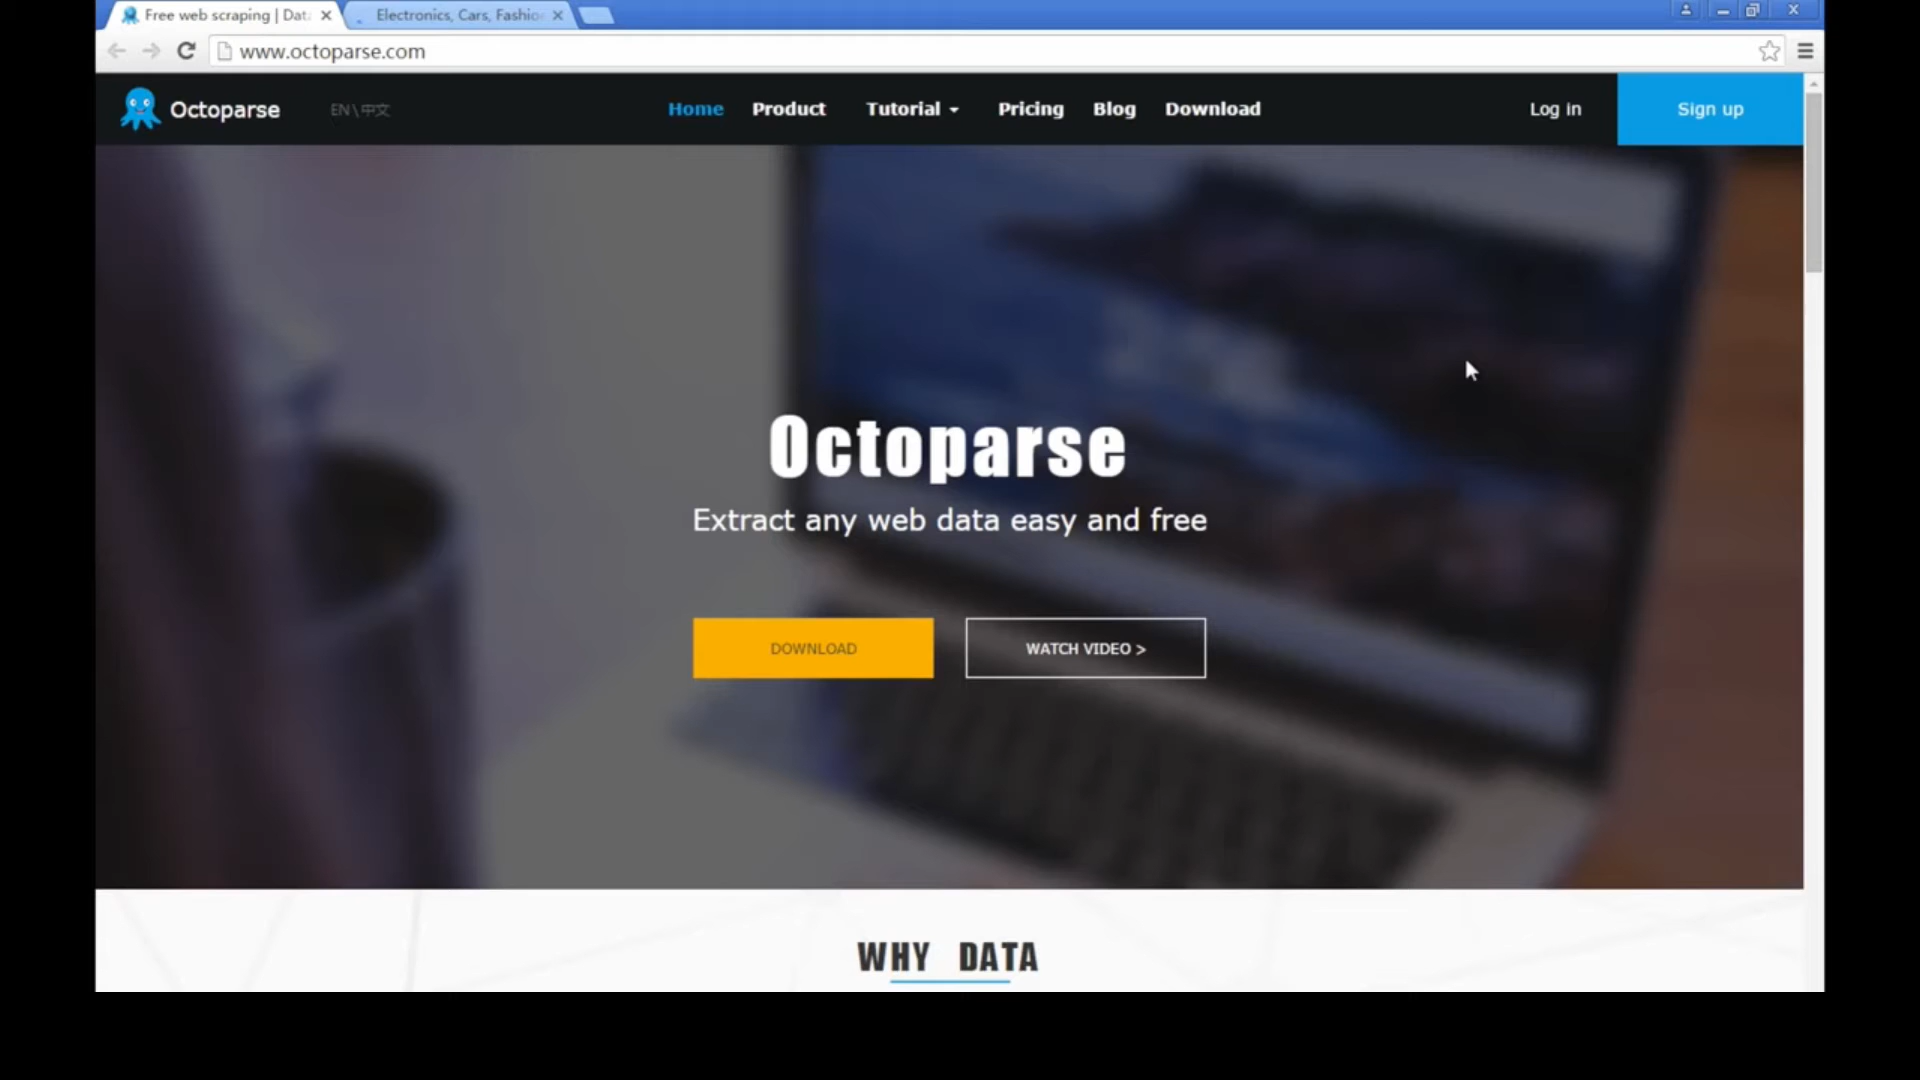 Free web scraping | Dat
Electronics, Cars, Fashio
www.octoparse.com
Octoparse
EN \ 中文
Home
Product
Tutorial
Pricing
Blog
Download
Log in
Sign up
Octoparse
Extract any web data easy and free
DOWNLOAD
WATCH VIDEO >
WHY DATA